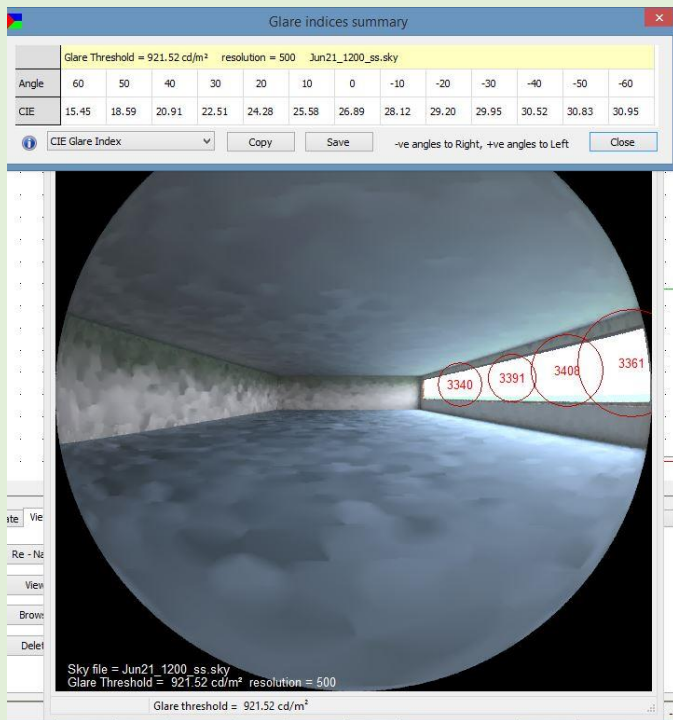 Glare indices summary
Glare Threshold = 921.52 cd/m² resolution = 500 Jun21_1200_ss.sky
Angle 60 50 40 30 20 10 0 -10 -20 -30 -40 -50 -60
CIE 15.45 18.59 20.91 22.51 24.28 25.58 26.89 28.12 29.20 29.95 30.52 30.83 30.95
CIE Glare Index Copy Save -ve angles to Right, +ve angles to Left Close
3340 3391 3408 3361
ate Vie
Re - Na
View
Brows
Delet
Sky file = Jun21_1200_ss.sky
Glare Threshold = 921.52 cd/m² resolution = 500
Glare threshold = 921.52 cd/m²